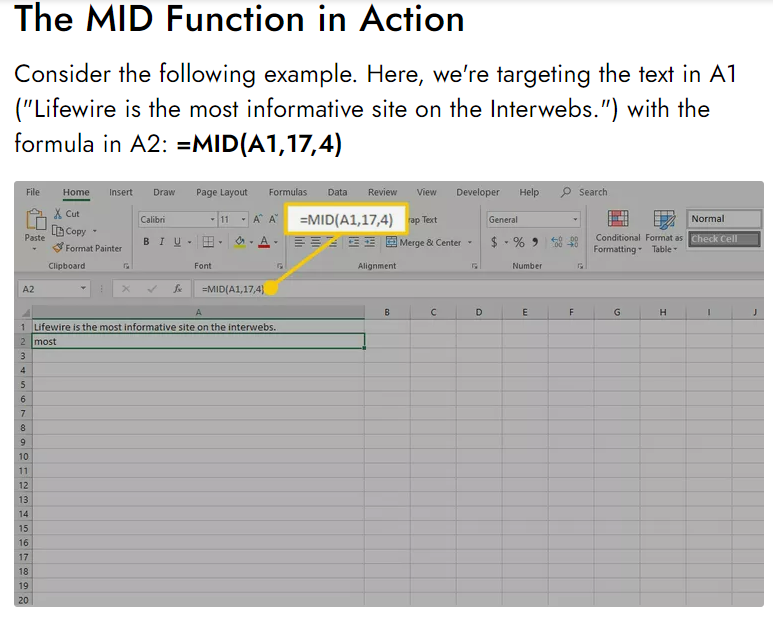 The MID Function in Action
Consider the following example. Here, we're targeting the text in A1
("Lifewire is the most informative site on the Interwebs.") with the
formula in A2: =MID(A1,17,4)
File Home Insert Draw Page Layout Formulas Data Review View Developer Help Search
Cut
Copy
Paste
Format Painter
Clipboard
Calibri 11 A A
B I U A
Font
=MID(A1,17,4)
rap Text
Merge & Center
Alignment
General
$ % 9
Number
Conditional Format as
Formatting Table
Normal
Check Cell
A2 fx =MID(A1,17,4)
A B C D E F G H I J
1 Lifewire is the most informative site on the interwebs.
2 most
3
4
5
6
7
8
9
10
11
12
13
14
15
16
17
18
19
20